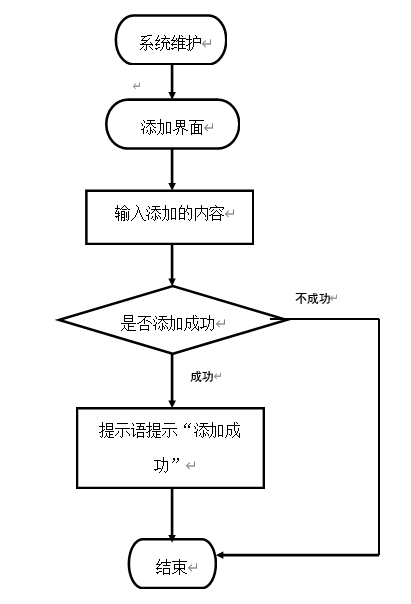 系统维护
添加界面
输入添加的内容
是否添加成功
不成功
成功
提示语提示“添加成
功”
结束